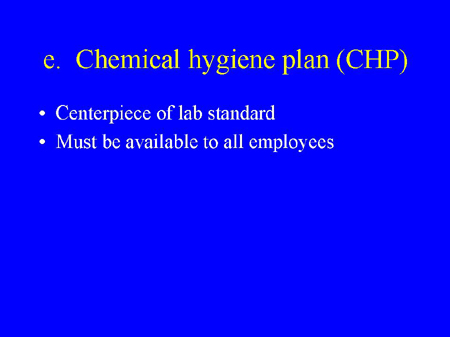 e. Chemical hygiene plan (CHP)
• Centerpiece of lab standard
• Must be available to all employees